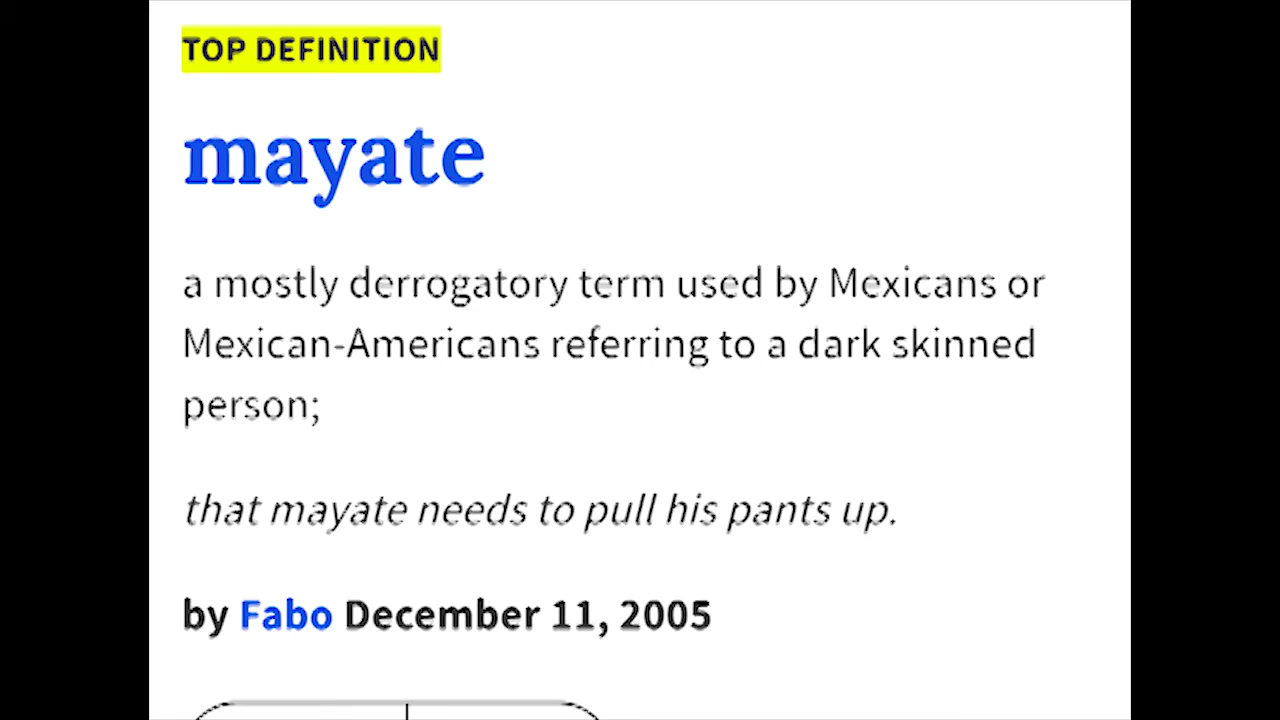 TOP DEFINITION
mayate
a mostly derrogatory term used by Mexicans or
Mexican-Americans referring to a dark skinned
person;
that mayate needs to pull his pants up.
by Fabo December 11, 2005